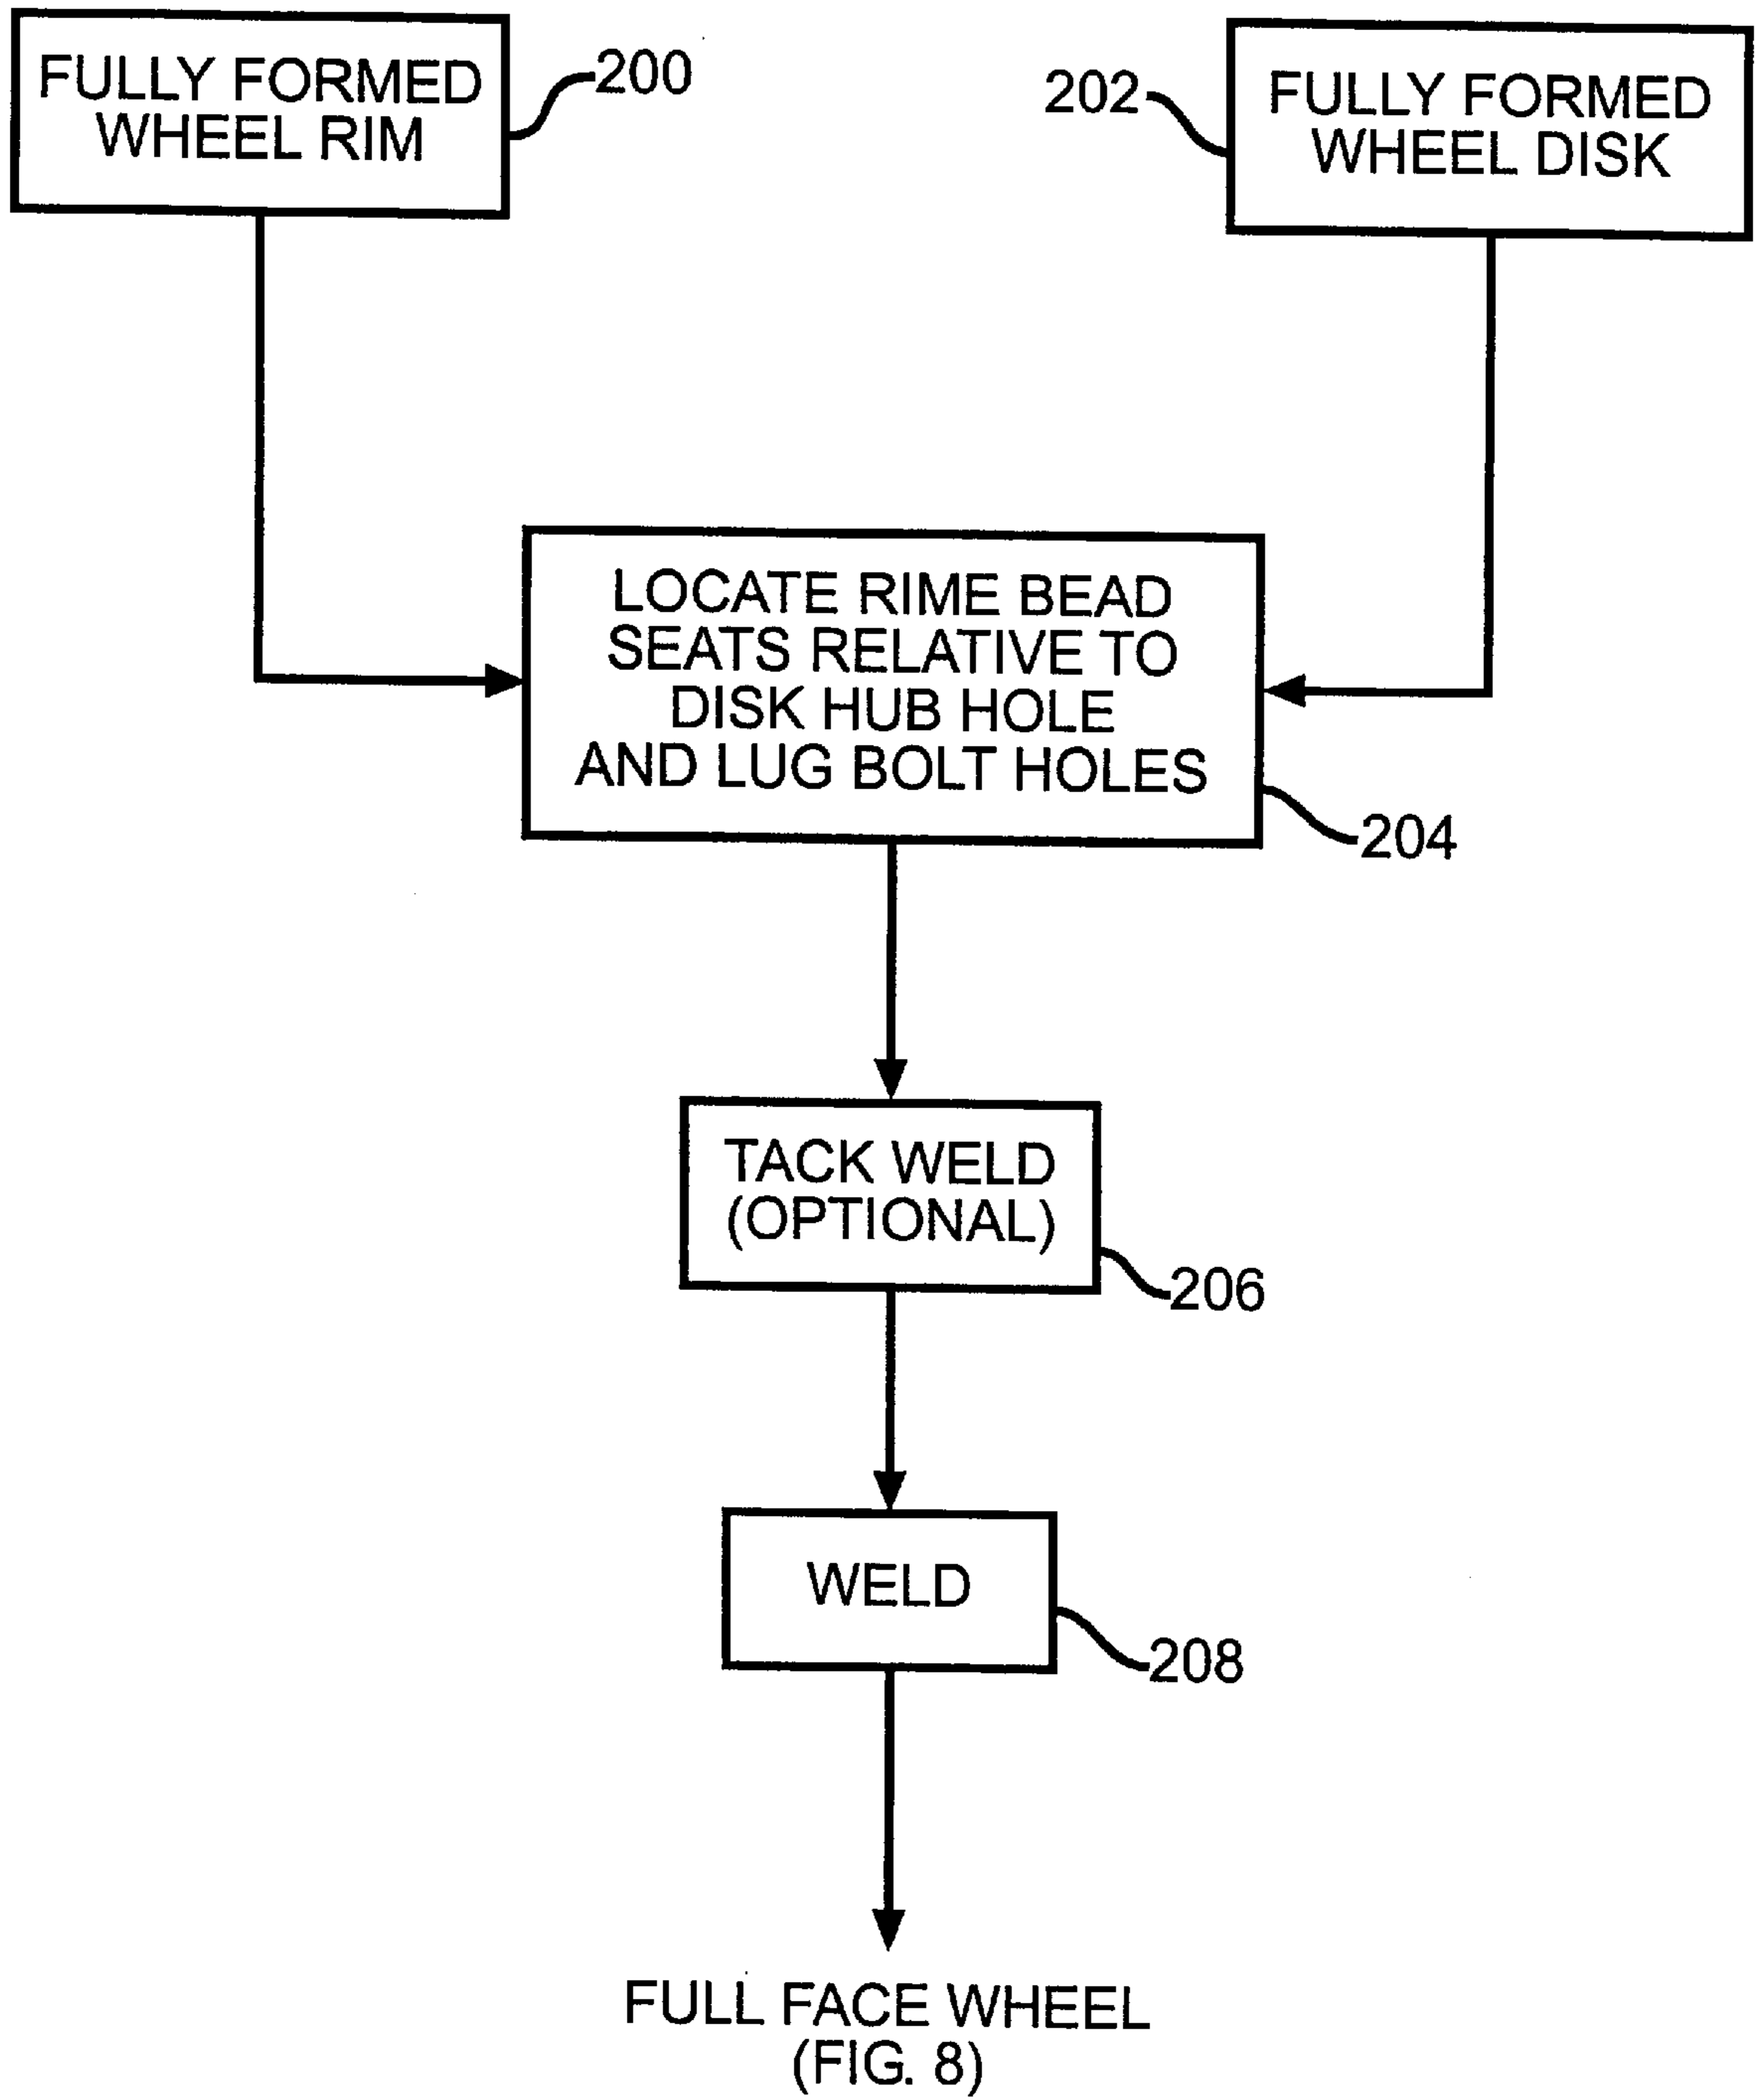 FULLY FORMED
WHEEL RIM
200
202
FULLY FORMED
WHEEL DISK
LOCATE RIME BEAD
SEATS RELATIVE TO
DISK HUB HOLE
AND LUG BOLT HOLES
204
TACK WELD
(OPTIONAL)
206
WELD
208
FULL FACE WHEEL
(FIG. 8)